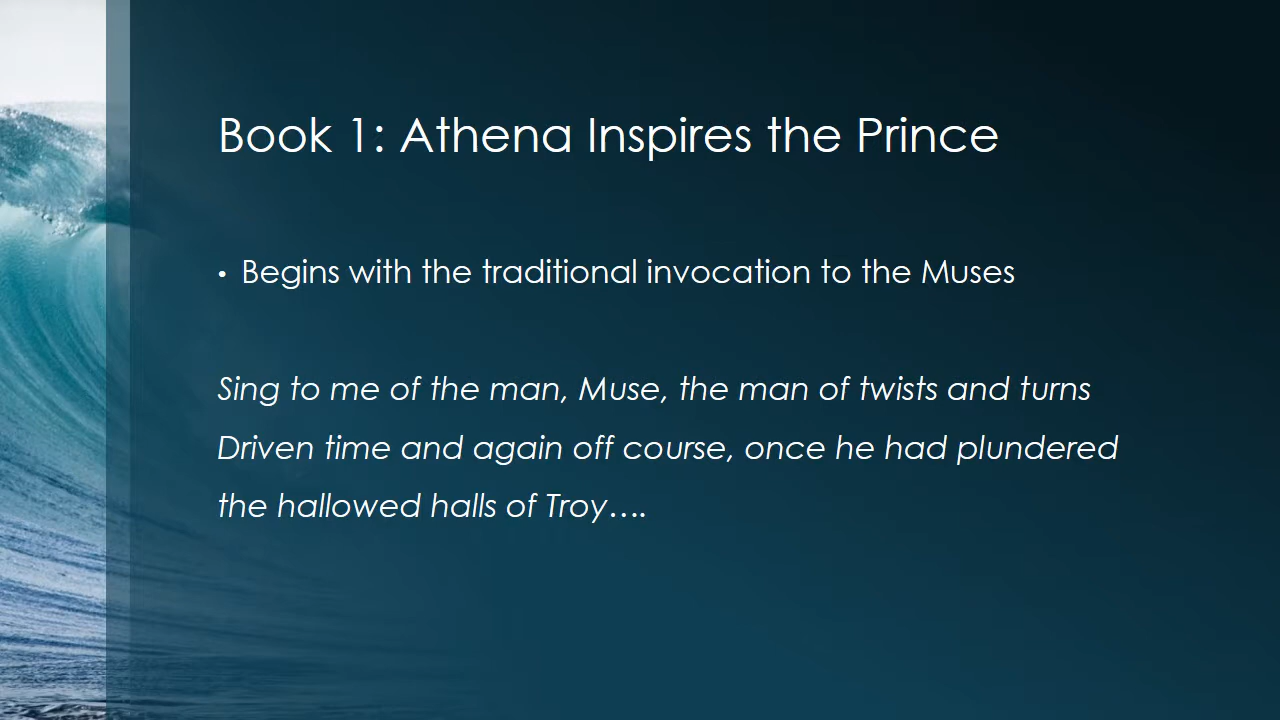 Book 1: Athena Inspires the Prince
• Begins with the traditional invocation to the Muses
Sing to me of the man, Muse, the man of twists and turns
Driven time and again off course, once he had plundered
the hallowed halls of Troy….